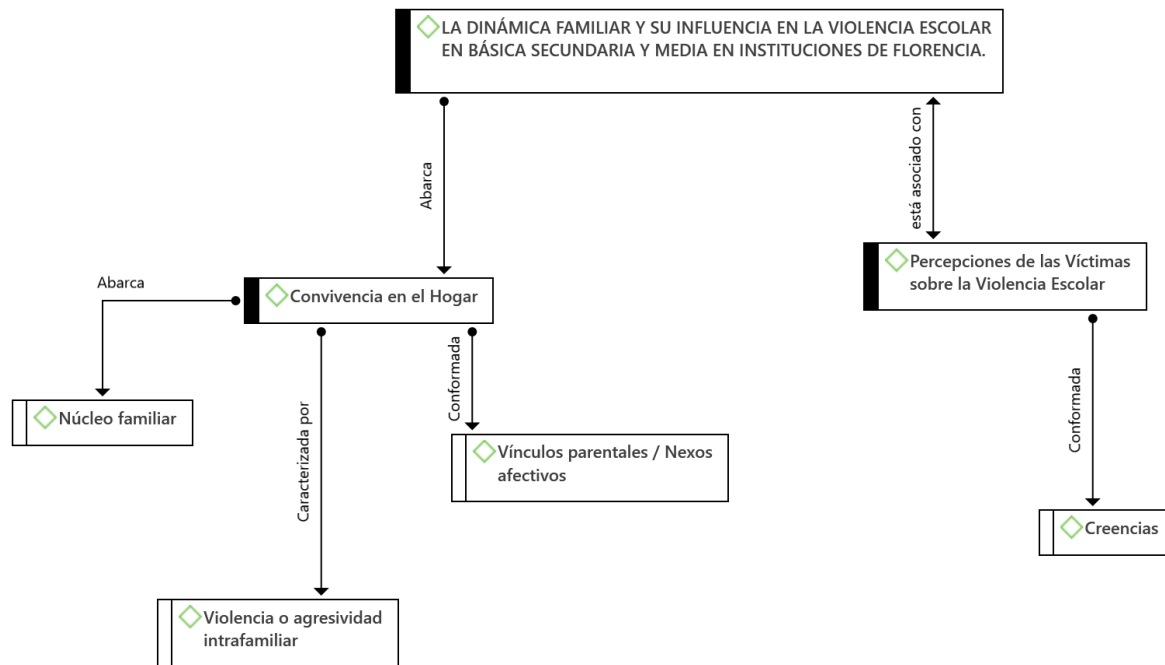 LA DINÁMICA FAMILIAR Y SU INFLUENCIA EN LA VIOLENCIA ESCOLAR
EN BÁSICA SECUNDARIA Y MEDIA EN INSTITUCIONES DE FLORENCIA.
Abarca
está asociado con
Percepciones de las Víctimas
sobre la Violencia Escolar
Abarca
Convivencia en el Hogar
Núcleo familiar
Caracterizada por
Conformada
Vínculos parentales / Nexos
afectivos
Conformada
Creencias
Violencia o agresividad
intrafamiliar